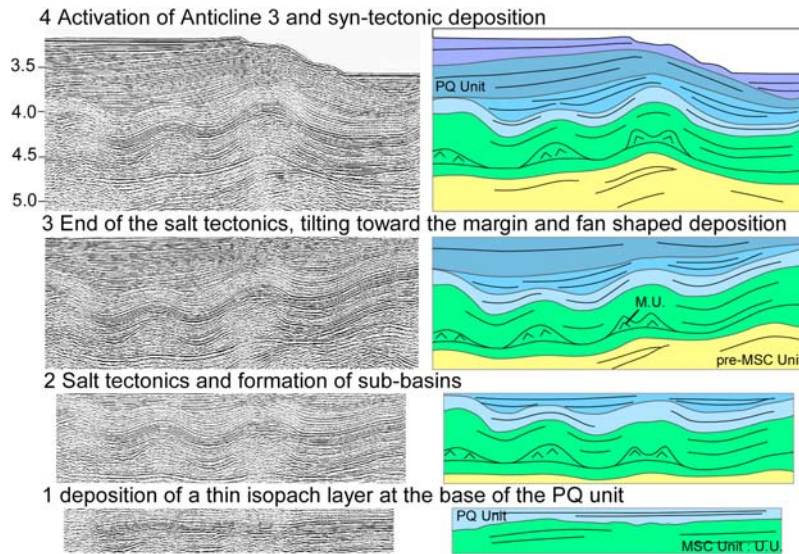 4 Activation of Anticline 3 and syn-tectonic deposition
3.5
4.0
4.5
5.0
PQ Unit
3 End of the salt tectonics, tilting toward the margin and fan shaped deposition
M.U.
pre-MSC Uni
2 Salt tectonics and formation of sub-basins
1 deposition of a thin isopach layer at the base of the PQ unit
PQ Unit
MSC Unit : U.U.